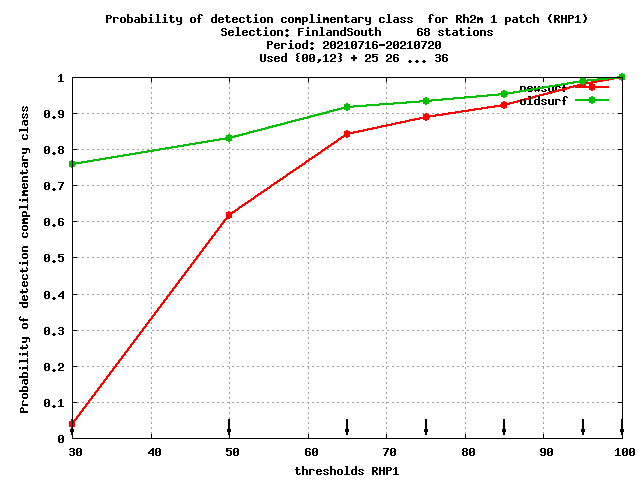 Probability of detection complimentary class  for Rh2m 1 patch (RHP1)
Selection: FinlandSouth     68 stations
Period: 20210716-20210720
Used {00,12} + 25 26 ... 36
1
0.9
0.8
0.7
0.6
0.5
0.4
0.3
0.2
0.1
0
Probability of detection complimentary class
newsurf
oldsurf
30 40 50 60 70 80 90 100
thresholds RHP1